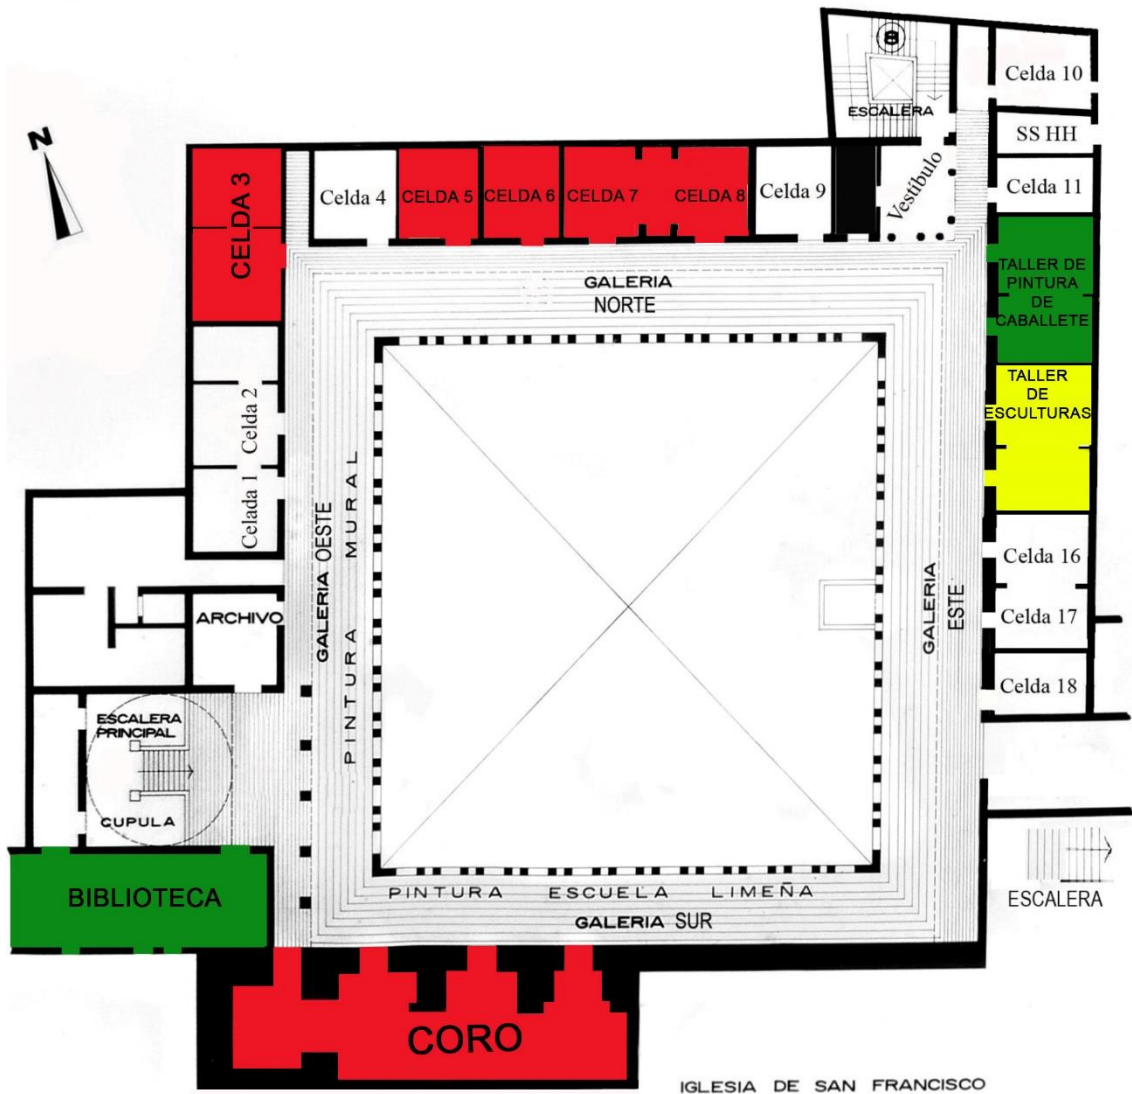 8
Celda 10
ESCALERA
SS HH
N
Celda 11
Celda 4
CELDA 5
CELDA 6
CELDA 7
CELDA 8
Celda 9
Vestíbulo
CELDA 3
TALLER DE
PINTURA
DE
CABALLETE
GALERIA
NORTE
TALLER
DE
ESCULTURAS
Celda 2
Celada 1
GALERIA OESTE
PINTURA MURAL
GALERIA
ESTE
Celda 16
Celda 17
Celda 18
ARCHIVO
ESCALERA
PRINCIPAL
CUPULA
BIBLIOTECA
PINTURA ESCUELA LIMEÑA
GALERIA SUR
ESCALERA
CORO
IGLESIA DE SAN FRANCISCO